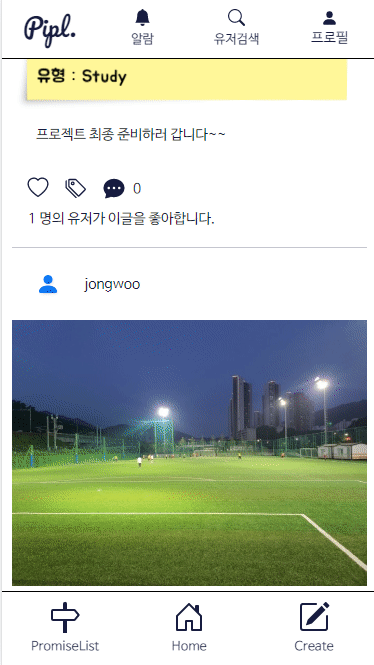 Pipl.
알람
유저검색
프로필
유형 : Study
프로젝트 최종 준비하러 갑니다~~
0
1 명의 유저가 이글을 좋아합니다.
jongwoo
PromiseList
Home
Create